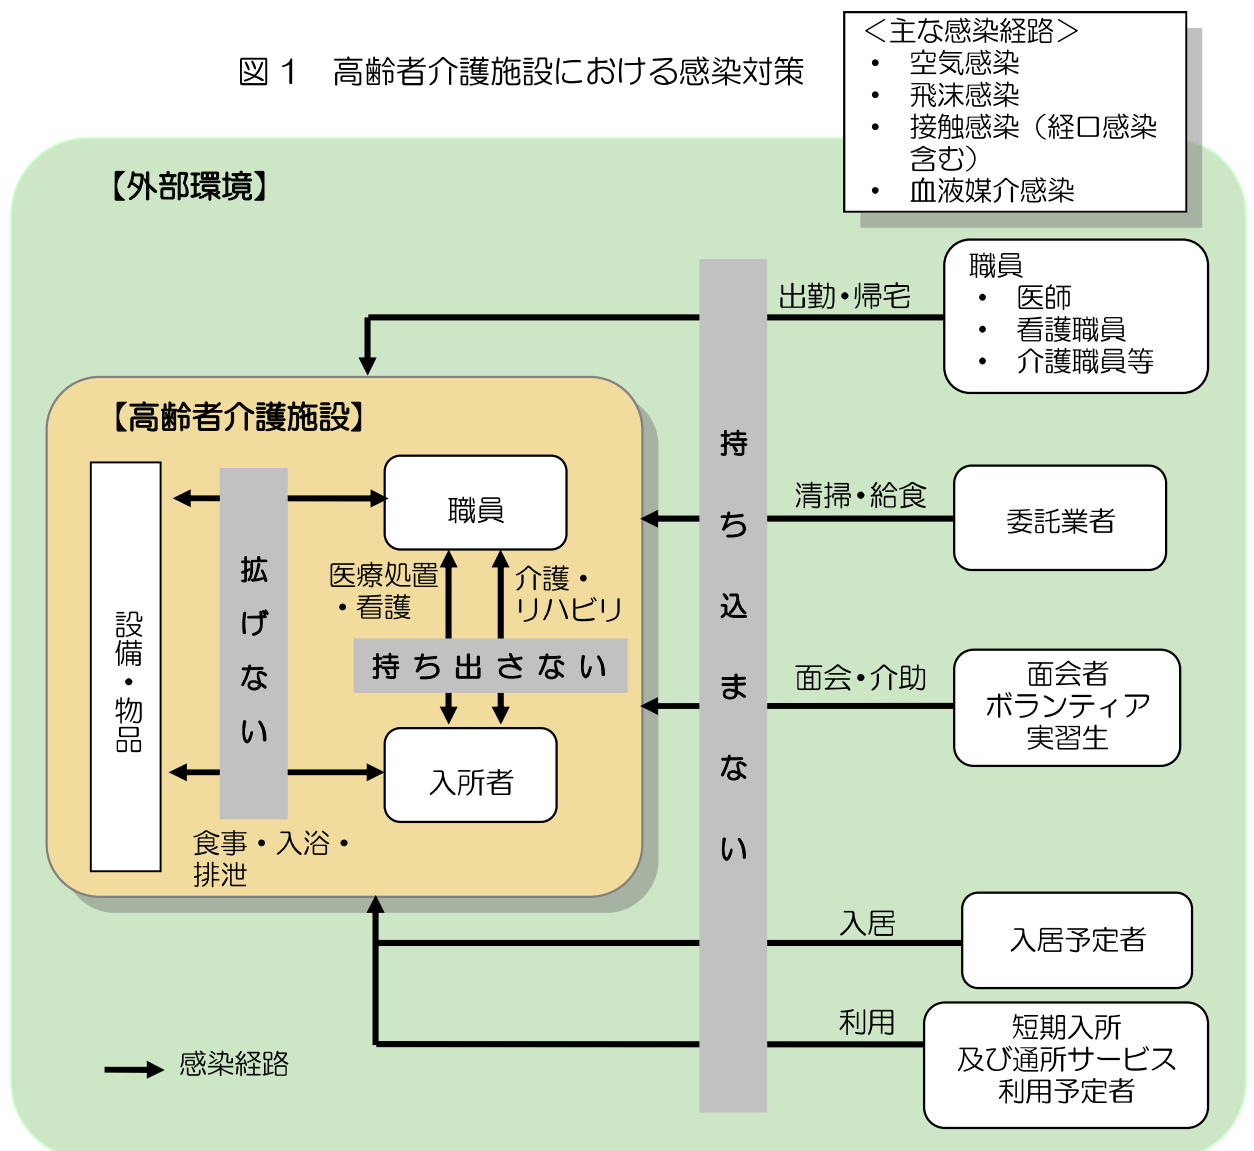 図１　高齢者介護施設における感染対策
＜主な感染経路＞
・　空気感染
・　飛沫感染
・　接触感染（経口感染
含む）
・　血液媒介感染
【外部環境】
職員
・　医師
・　看護職員
・　介護職員等
出勤・帰宅
【高齢者介護施設】
持ち込まない
職員
清掃・給食
委託業者
拡げない
医療処置
・看護
介護・
リハビリ
設備・物品
持ち出さない
面会・介助
面会者
ボランティア
実習生
入所者
食事・入浴・
排泄
入居
入居予定者
利用
短期入所
及び通所サービス
利用予定者
感染経路